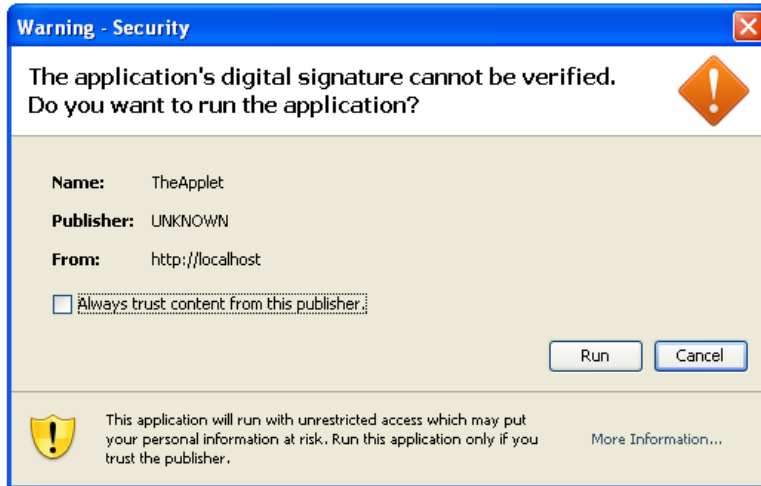 Warning - Security
The application's digital signature cannot be verified.
Do you want to run the application?
Name: TheApplet
Publisher: UNKNOWN
From: http://localhost
Always trust content from this publisher.
Run Cancel
This application will run with unrestricted access which may put
your personal information at risk. Run this application only if you
trust the publisher.
More Information...